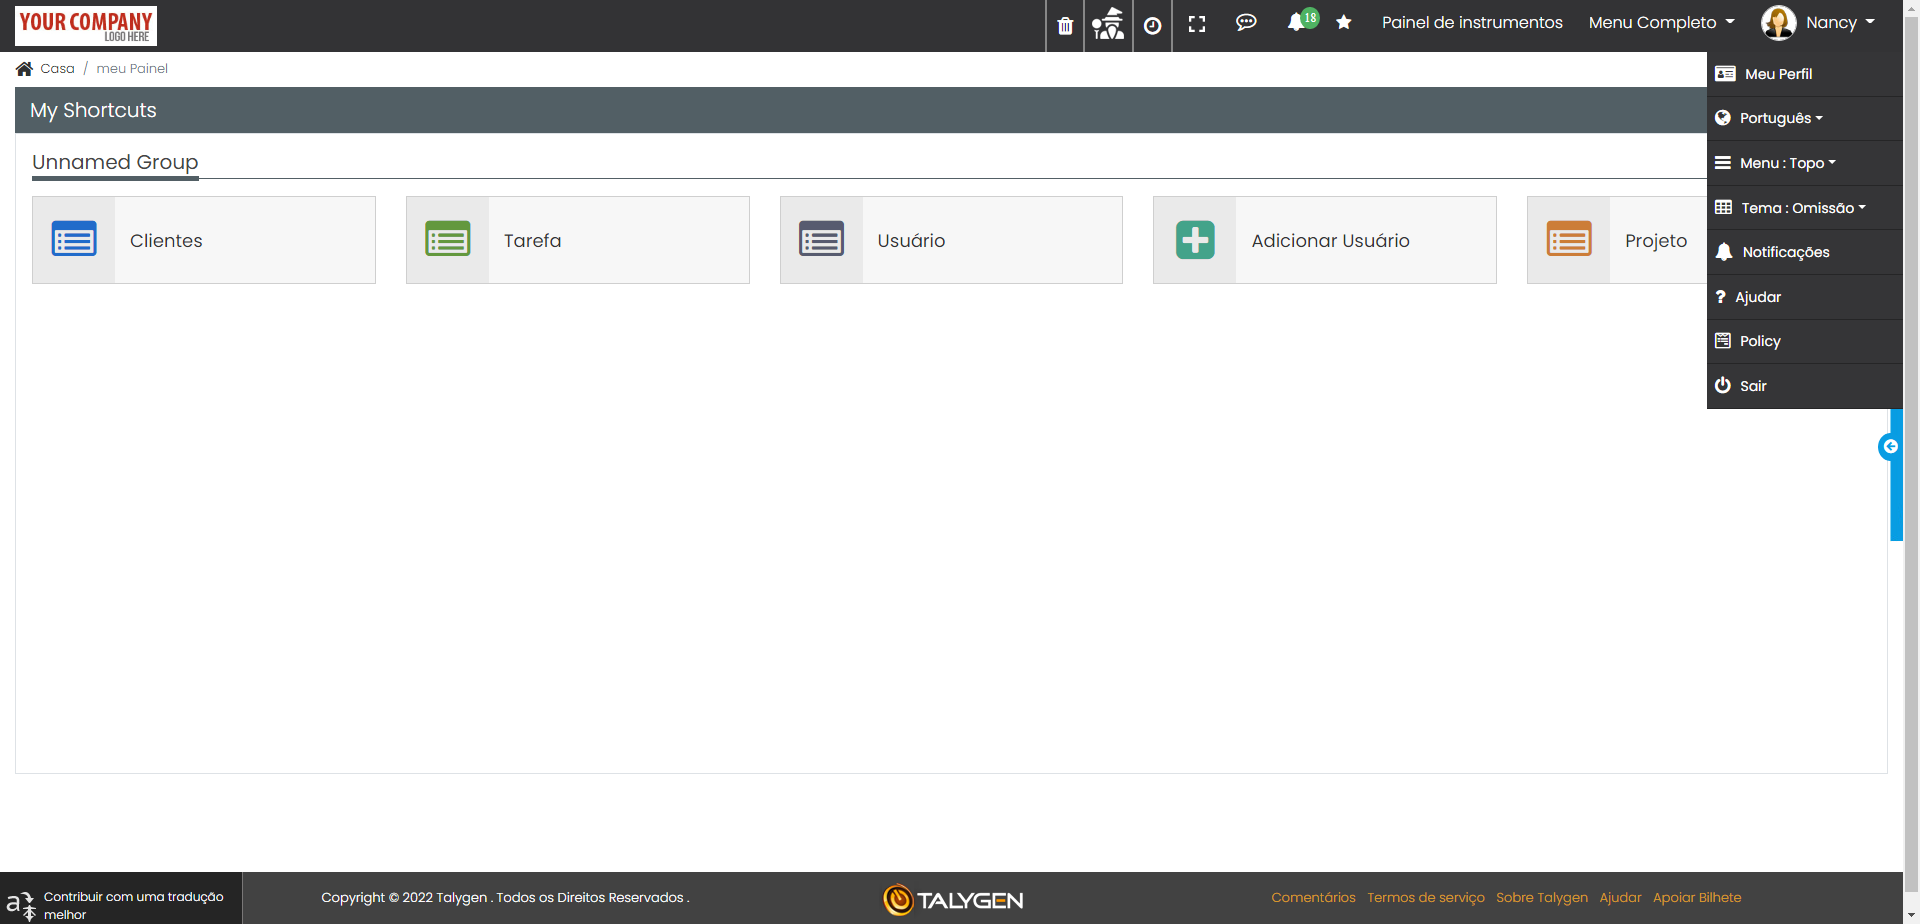 YOUR COMPANY
LOGO HERE
18
Painel de instrumentos
Menu Completo
Nancy
Casa / meu Painel
My Shortcuts
Unnamed Group
Clientes
Tarefa
Usuário
Adicionar Usuário
Projeto
Meu Perfil
Português
Menu : Topo
Tema : Omissão
Notificações
? Ajudar
Policy
Sair
Contribuir com uma tradução
melhor
Copyright © 2022 Talygen . Todos os Direitos Reservados .
TALYGEN
Comentários Termos de serviço Sobre Talygen Ajudar Apoiar Bilhete